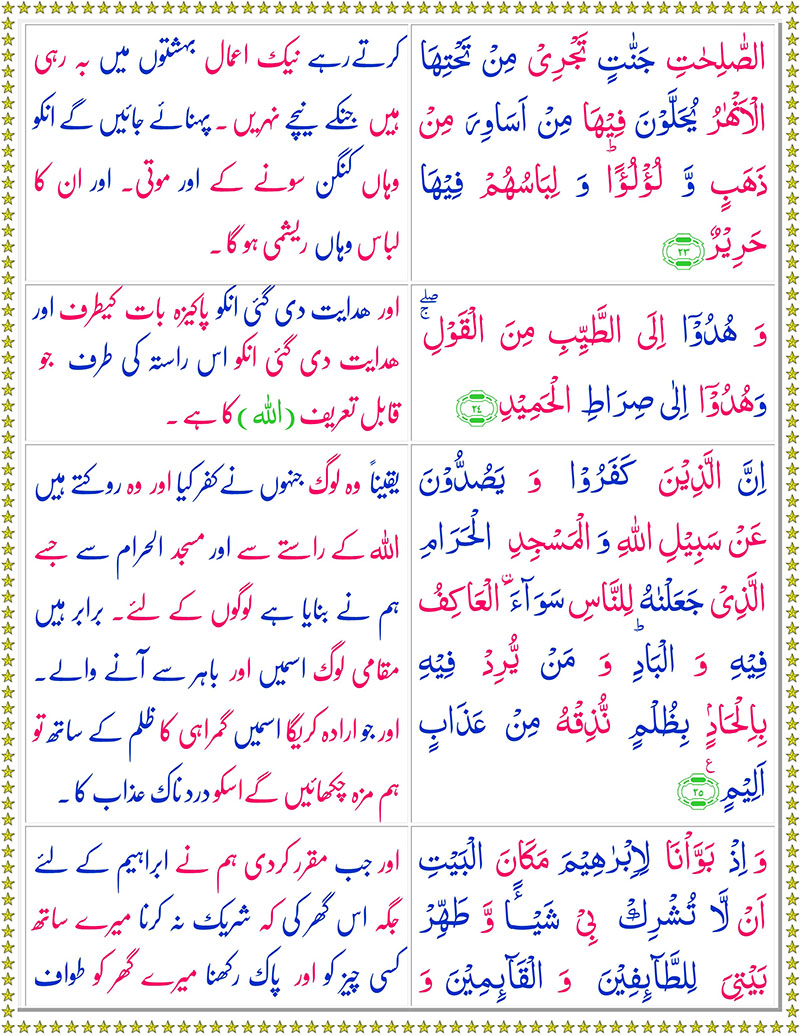 الصّٰلِحٰتِ جَنّٰتٍ تَجْرِیْ مِنْ تَحْتِهَا
الْاَنْهٰرُ یُحَلَّوْنَ فِیْهَا مِنْ اَسَاوِرَ مِنْ
ذَهَبٍ وَّ لُؤْلُؤًاؕ وَ لِبَاسُهُمْ فِیْهَا
حَرِیْرٌ ۲۳
کرتے رہے نیک اعمال بہشتوں میں بہ رہی
ہیں جنکے نیچے نہریں ۔ پہنائے جائیں گے انکو
وہاں کنگن سونے کے اور موتی۔ اور ان کا
لباس وہاں ریشمی ہو گا ۔
وَ هُدُوْۤا اِلَی الطَّیِّبِ مِنَ الْقَوْلِ ۖۚ
وَهُدُوْۤا اِلٰی صِرَاطِ الْحَمِیْدِ ۲۴
اور ھدایت دی گئی انکو پاکیزہ بات کیطرف اور
ھدایت دی گئی انکو اس راستہ کی طرف جو
قابل تعریف (اللہ) کا ہے ۔
اِنَّ الَّذِیْنَ كَفَرُوْا وَ یَصُدُّوْنَ
عَنْ سَبِیْلِ اللّٰهِ وَ الْمَسْجِدِ الْحَرَامِ
الَّذِیْ جَعَلْنٰهُ لِلنَّاسِ سَوَآءَ ࣙالْعَاكِفُ
فِیْهِ وَ الْبَادِؕ وَ مَنْ یُّرِدْ فِیْهِ
بِاِلْحَادٍۭ بِظُلْمٍ نُّذِقْهُ مِنْ عَذَابٍ
اَلِیْمٍ ۲۵ ع
یقیناً وہ لوگ جنہوں نے کفر کیا اور وہ روکتے ہیں
اللہ کے راستے سے اور مسجد الحرام سے جسے
ہم نے بنایا ہے لوگوں کے لئے۔ برابر ہیں
مقامی لوگ اسمیں اور باہر سے آنے والے۔
اور جو ارادہ کریگا اسمیں گمراہی کا ظلم کے ساتھ تو
ہم مزہ چکھائیں گے اسکو درد ناک عذاب کا ۔
وَ اِذْ بَوَّاْنَا لِاِبْرٰهِیْمَ مَكَانَ الْبَیْتِ
اَنْ لَّا تُشْرِكْ بِیْ شَیْـًٔا وَّ طَهِّرْ
بَیْتِیَ لِلطَّآىِٕفِیْنَ وَ الْقَآىِٕمِیْنَ وَ
اور جب مقرر کردی ہم نے ابراہیم کے لئے
جگہ اس گھر کی کہ شریک نہ کرنا میرے ساتھ
کسی چیز کو اور پاک رکھنا میرے گھر کو طواف